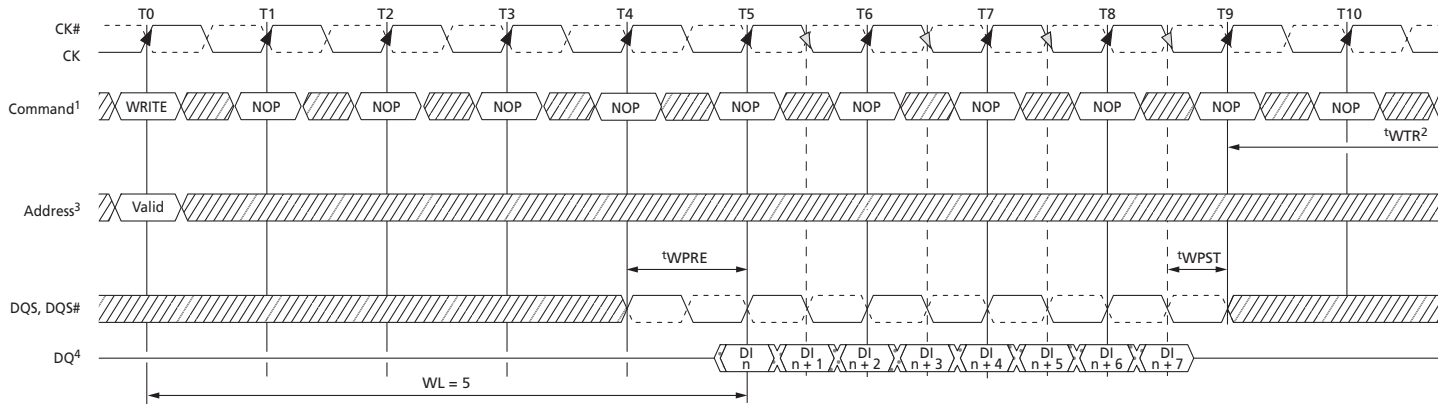 T0 T1 T2 T3 T4 T5 T6 T7 T8 T9 T10
CK#
CK
Command1 WRITE NOP NOP NOP NOP NOP NOP NOP NOP NOP NOP
tWTR2
Address3 Valid
tWPRE tWPST
DQS, DQS#
DQ4 DI n DI n + 1 DI n + 2 DI n + 3 DI n + 4 DI n + 5 DI n + 6 DI n + 7
WL = 5